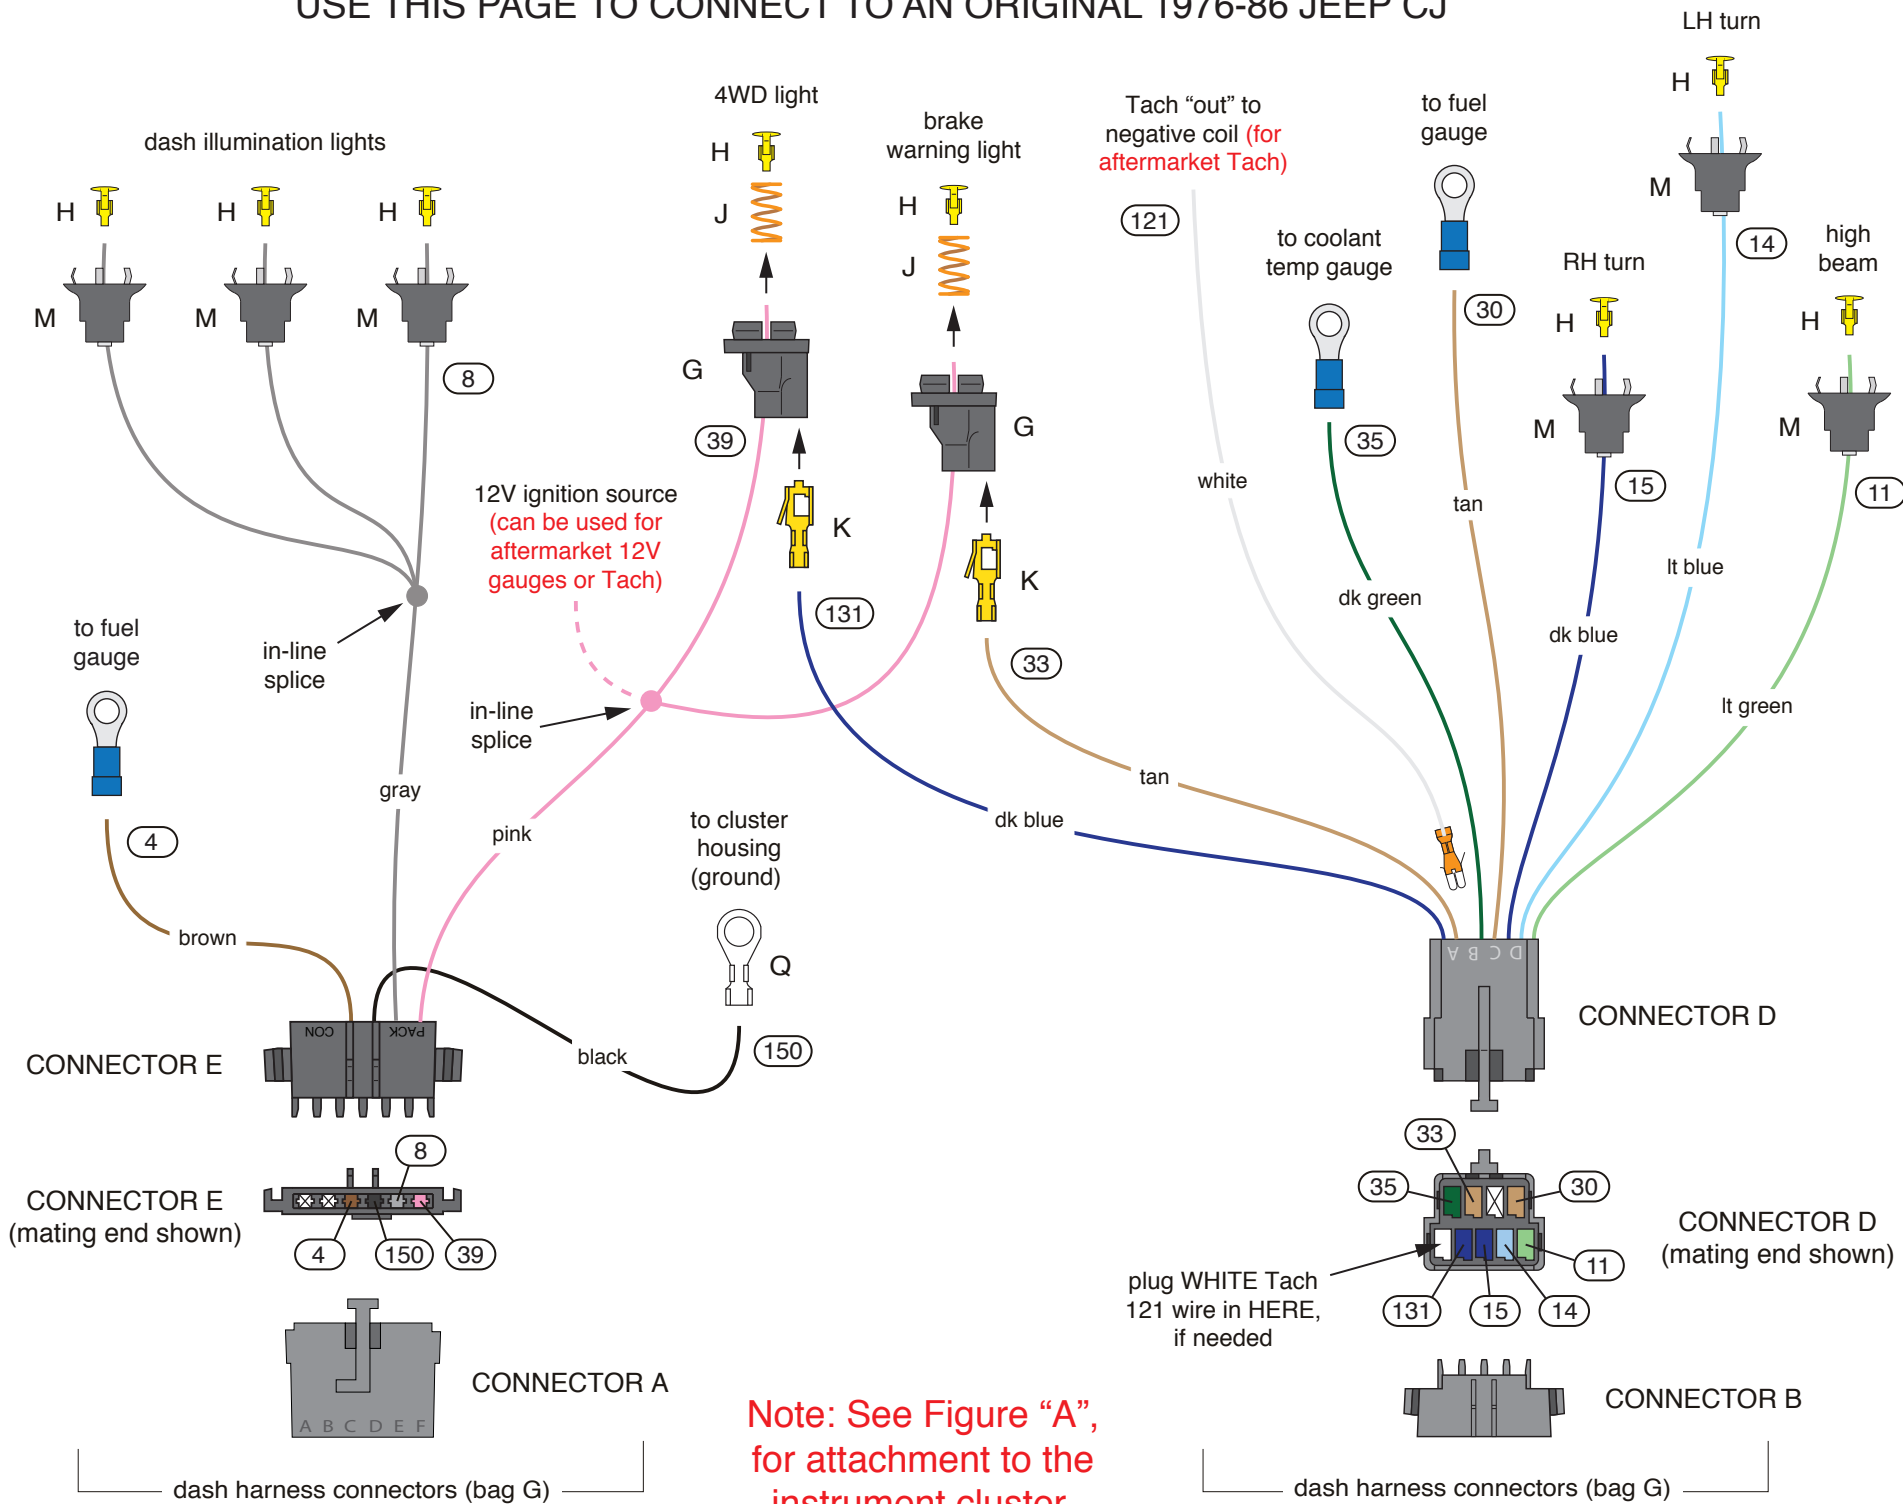 USE THIS PAGE TO CONNECT TO AN ORIGINAL 1976-86 JEEP CJ
LH turn
H
M
14
4WD light
H
J
G
39
K
131
brake
warning light
H
J
G
K
33
Tach “out” to
negative coil (for
aftermarket Tach)
121
white
to fuel
gauge
30
tan
to coolant
temp gauge
35
dk green
RH turn
H
M
15
dk blue
lt blue
high
beam
H
M
11
lt green
dash illumination lights
H
H
H
M
M
M
8
12V ignition source
(can be used for
aftermarket 12V
gauges or Tach)
in-line
splice
in-line
splice
to fuel
gauge
4
brown
gray
pink
to cluster
housing
(ground)
Q
150
black
tan
dk blue
CON
PACK
CONNECTOR E
A B C D
CONNECTOR D
8
CONNECTOR E
(mating end shown)
4
150
39
33
35
30
CONNECTOR D
(mating end shown)
11
131
15
14
plug WHITE Tach
121 wire in HERE,
if needed
A B C D E F
CONNECTOR A
CONNECTOR B
dash harness connectors (bag G)
Note: See Figure “A”,
for attachment to the
instrument cluster
dash harness connectors (bag G)